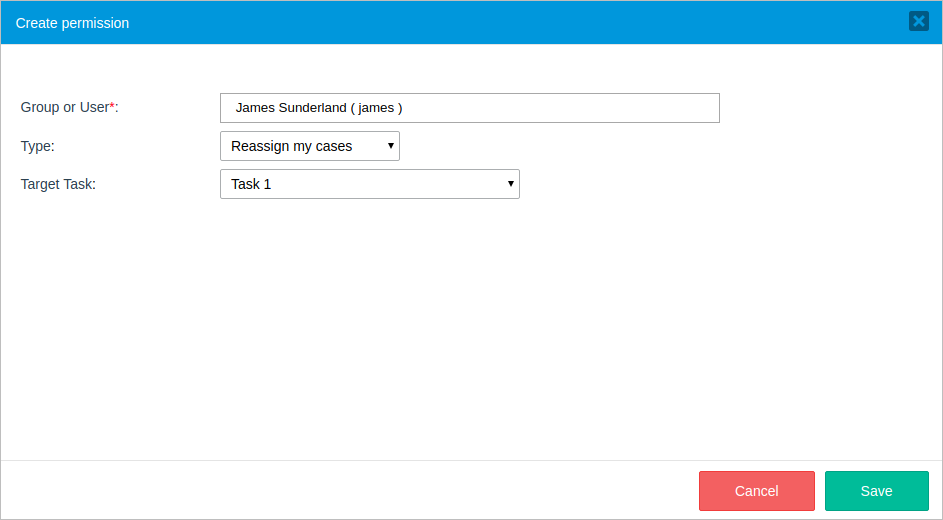 Create permission
Group or User*: James Sunderland ( james )
Type: Reassign my cases
Target Task: Task 1
Cancel Save